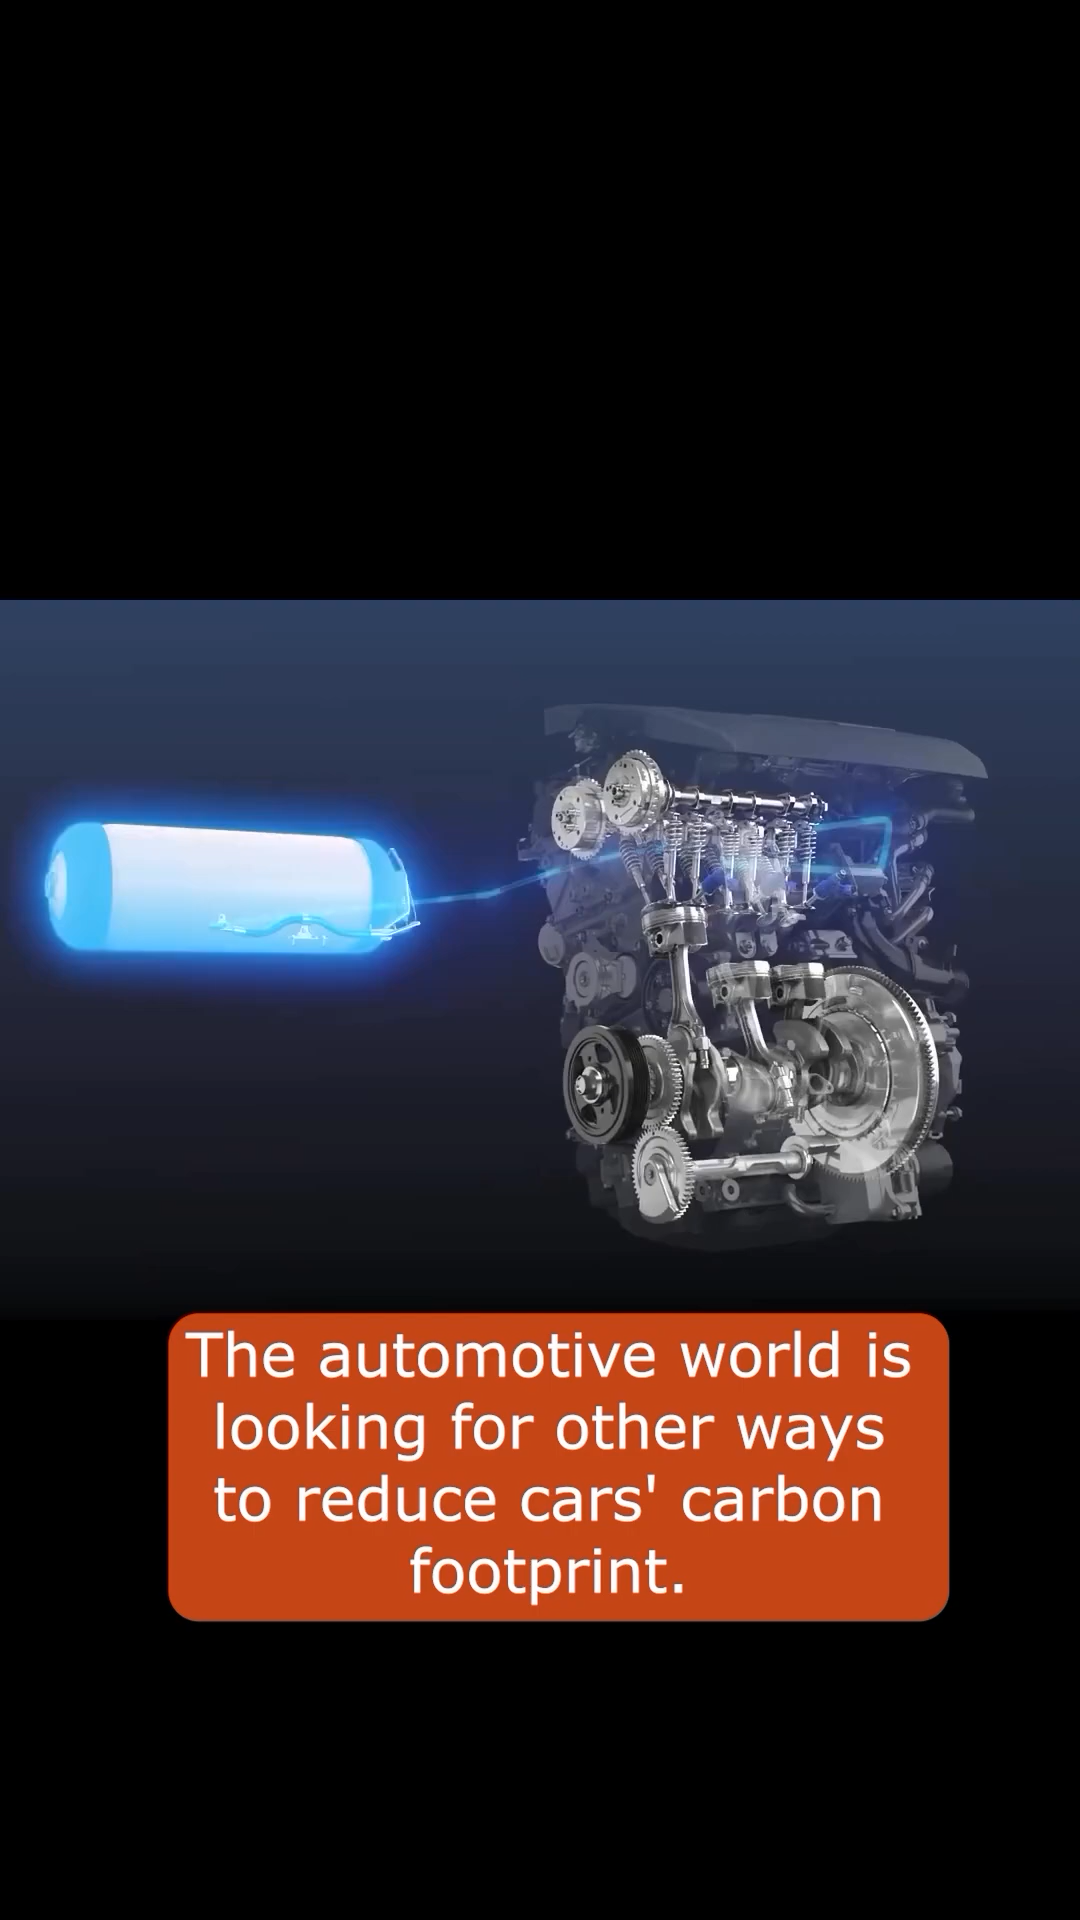 The automotive world is
looking for other ways
to reduce cars' carbon
footprint.